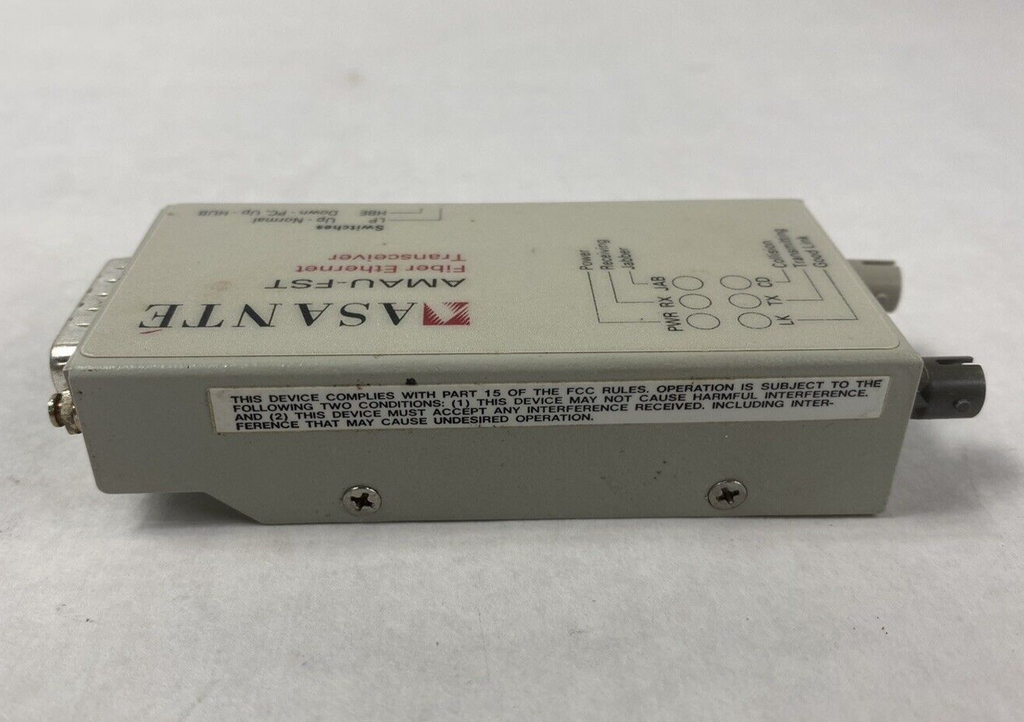 ASANTÉ
AMAU-FST
Fiber Ethernet
Transceiver
Switches
LP Up - Normal
HBE Down - PC, Up - HUB
Power
Receiving
Jabber
PWR RX JAB
LK TX CD
Collision
Transmitting
Good Link
THIS DEVICE COMPLIES WITH PART 15 OF THE FCC RULES. OPERATION IS SUBJECT TO THE
FOLLOWING TWO CONDITIONS: (1) THIS DEVICE MAY NOT CAUSE HARMFUL INTERFERENCE.
AND (2) THIS DEVICE MUST ACCEPT ANY INTERFERENCE RECEIVED. INCLUDING INTER-
FERENCE THAT MAY CAUSE UNDESIRED OPERATION.